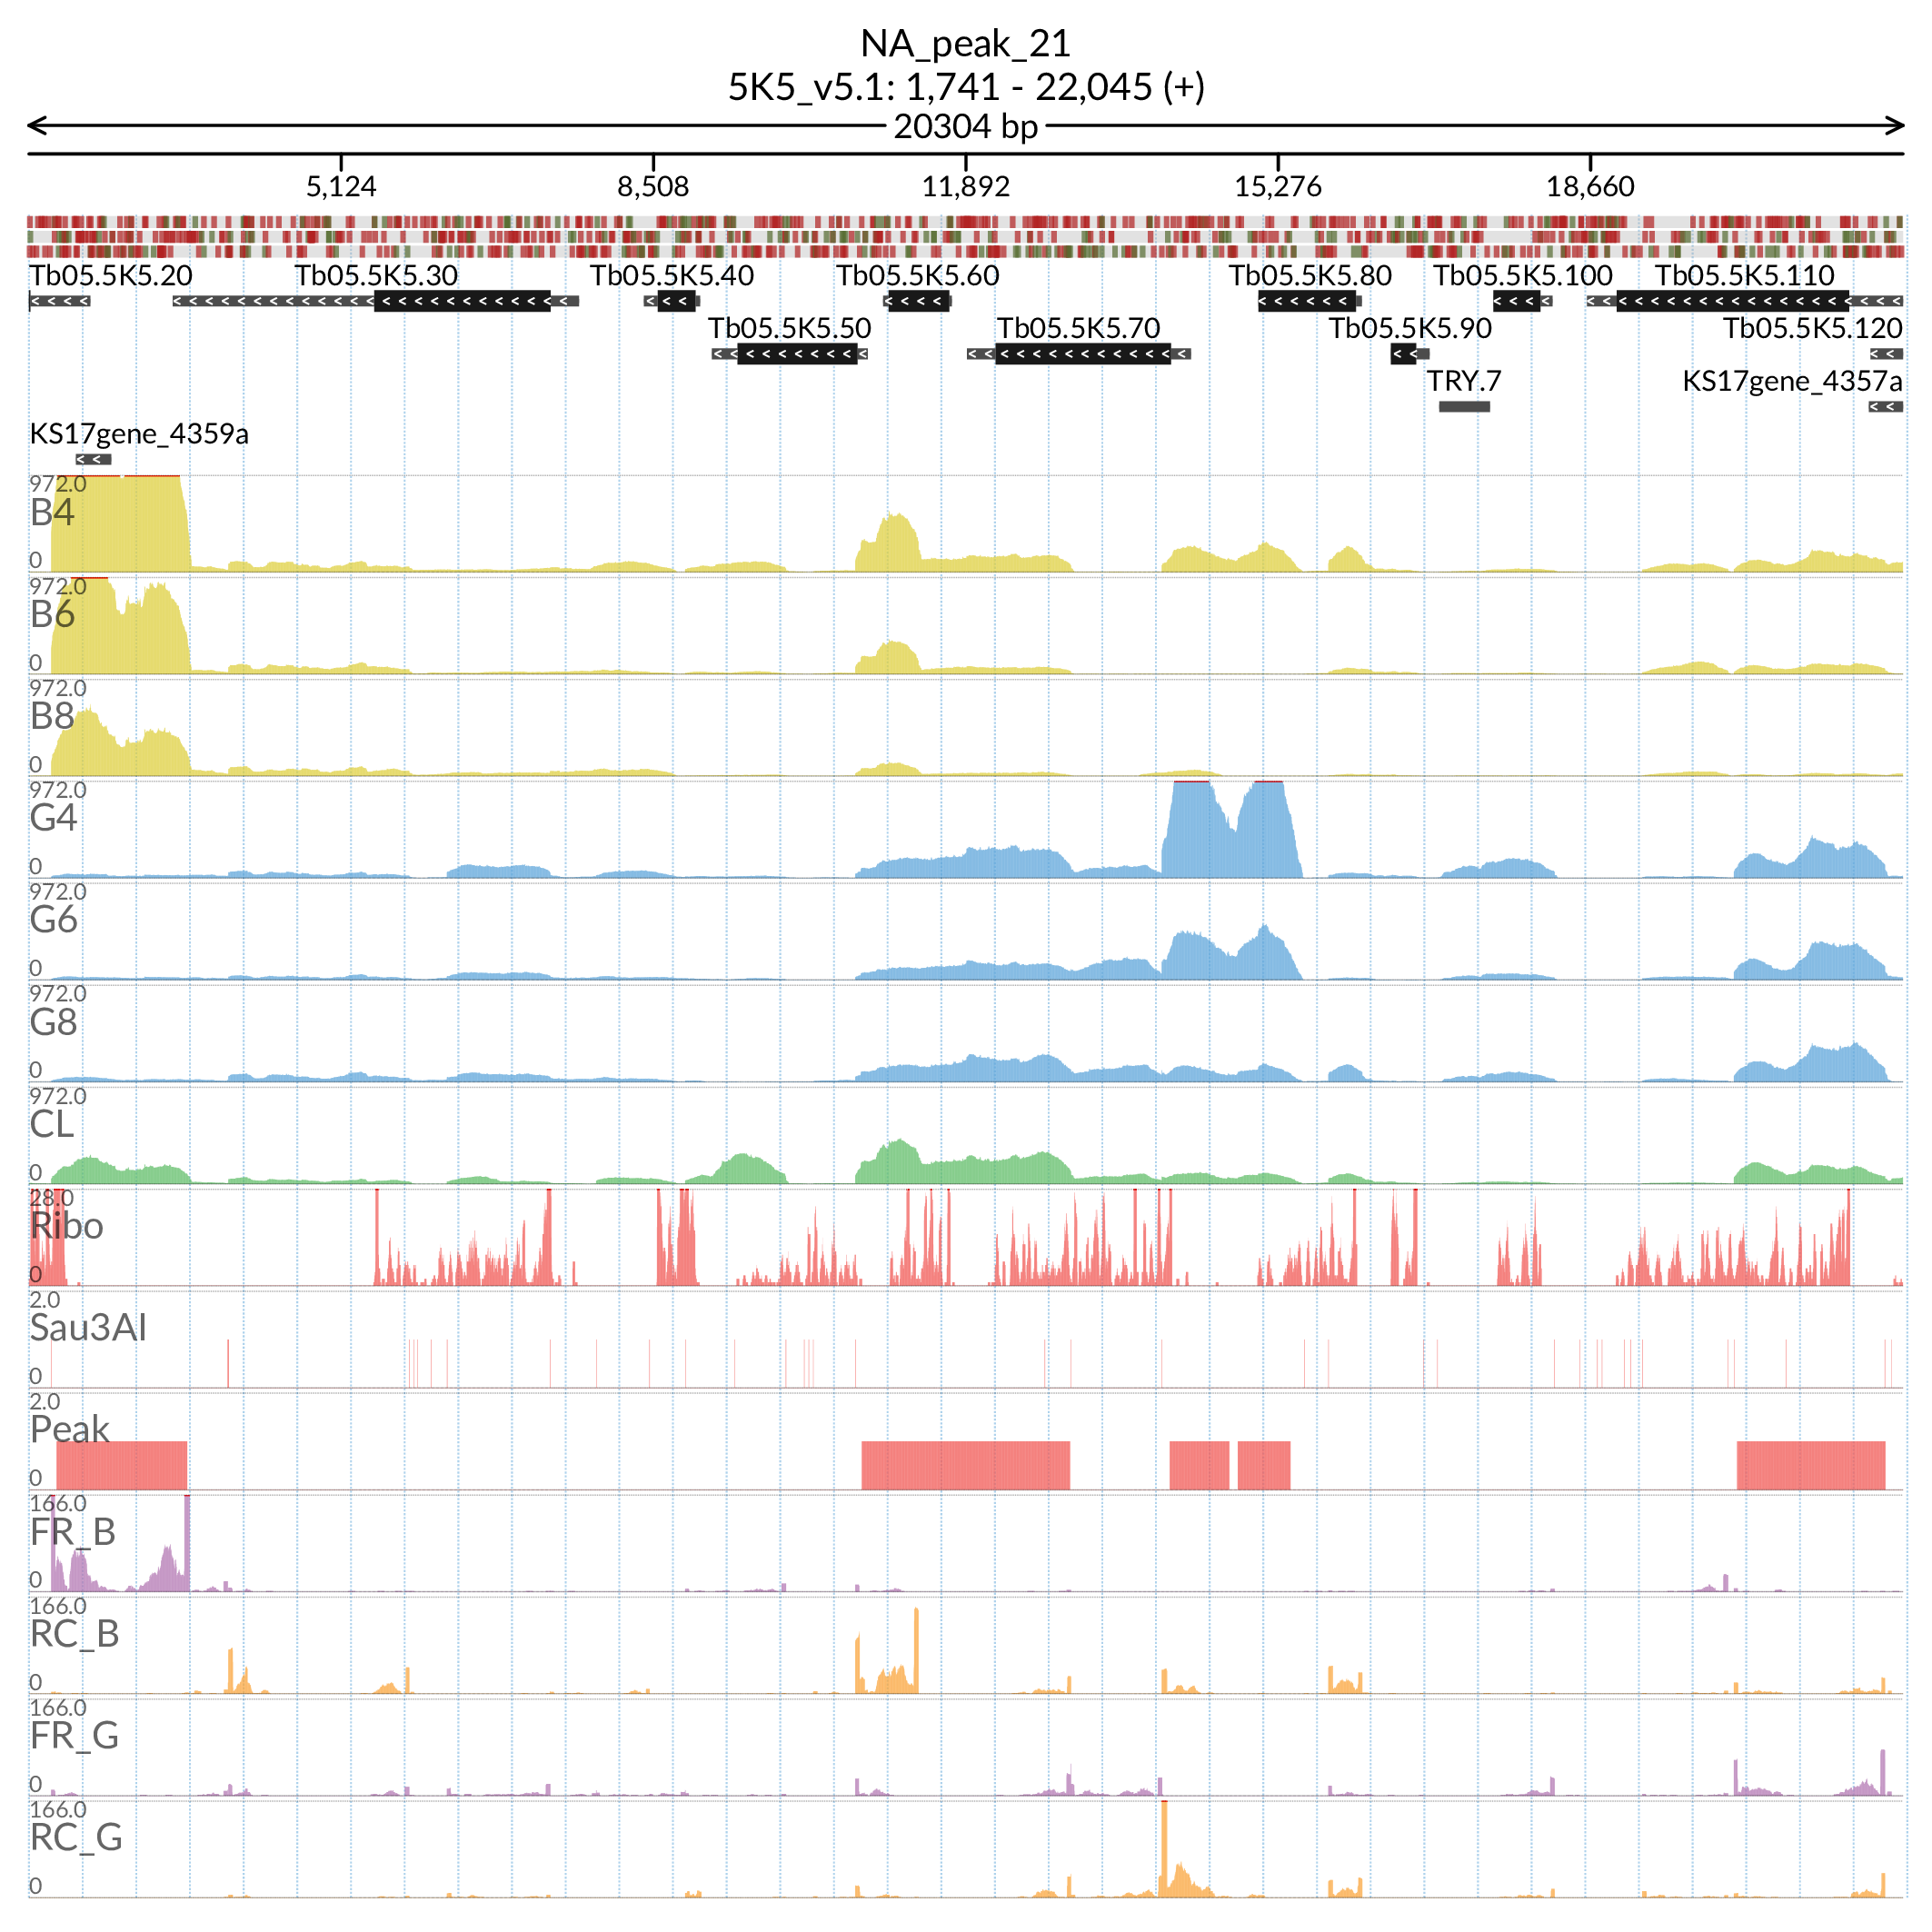 NA_peak_21
5K5_v5.1: 1,741 - 22,045 (+)
20304 bp
5,124 8,508 11,892 15,276 18,660
Tb05.5K5.20 Tb05.5K5.30 Tb05.5K5.40 Tb05.5K5.60 Tb05.5K5.80 Tb05.5K5.100 Tb05.5K5.110
Tb05.5K5.50 Tb05.5K5.70 Tb05.5K5.90 Tb05.5K5.120
TRY.7 KS17gene_4357a
KS17gene_4359a
972.0
B4
0
972.0
B6
0
972.0
B8
0
972.0
G4
0
972.0
G6
0
972.0
G8
0
972.0
CL
0
28.0
Ribo
0
2.0
Sau3AI
0
2.0
Peak
0
166.0
FR_B
0
166.0
RC_B
0
166.0
FR_G
0
166.0
RC_G
0